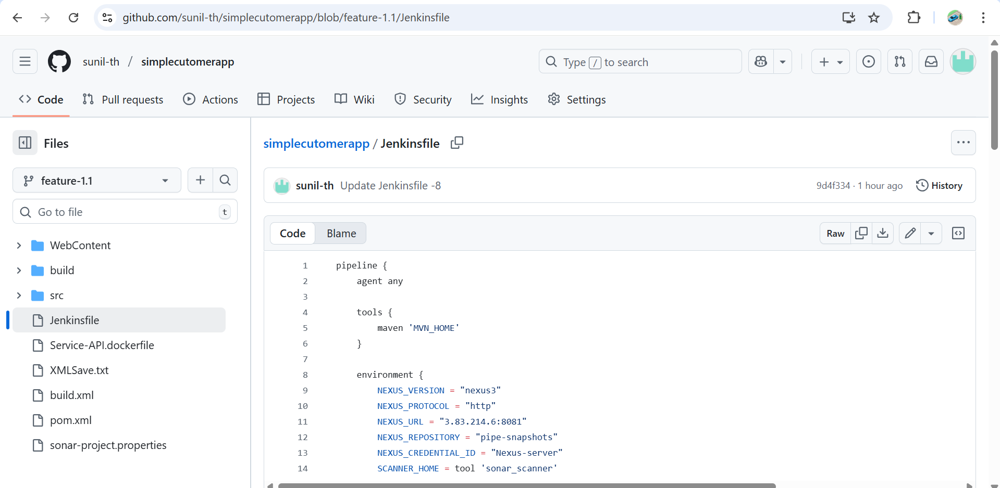 github.com/sunil-th/simplecutomerapp/blob/feature-1.1/Jenkinsfile
sunil-th / simplecutomerapp
Type / to search
Code Pull requests Actions Projects Wiki Security Insights Settings
Files
feature-1.1
Go to file t
WebContent
build
src
Jenkinsfile
Service-API.dockerfile
XMLSave.txt
build.xml
pom.xml
sonar-project.properties
simplecutomerapp / Jenkinsfile
sunil-th Update Jenkinsfile -8 9d4f334 · 1 hour ago History
Code Blame Raw
1 pipeline {
2 agent any
3
4 tools {
5 maven 'MVN_HOME'
6 }
7
8 environment {
9 NEXUS_VERSION = "nexus3"
10 NEXUS_PROTOCOL = "http"
11 NEXUS_URL = "3.83.214.6:8081"
12 NEXUS_REPOSITORY = "pipe-snapshots"
13 NEXUS_CREDENTIAL_ID = "Nexus-server"
14 SCANNER_HOME = tool 'sonar_scanner'